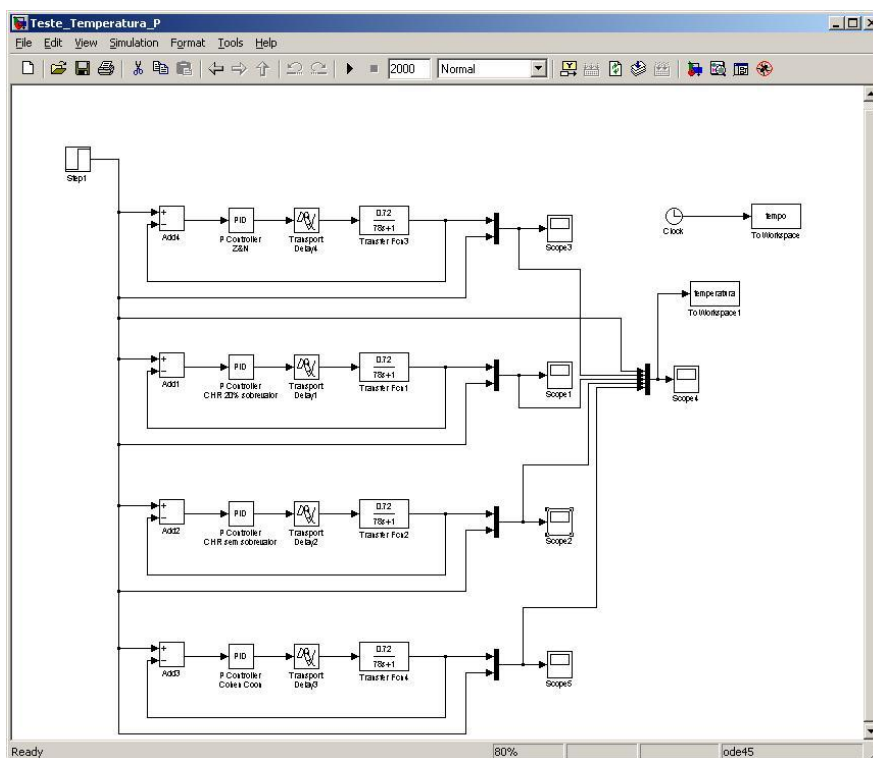 Teste_Temperatura_P
File Edit View Simulation Format Tools Help
2000 Normal
Step1
Add4
PID
P Controller
Z&N
Transport
Delay4
0.72
78s+1
Transfer Fcn3
Scope3
Clock
tempo
To Workspace
temperatura
To Workspace1
Add1
PID
P Controller
CHR 20% sobrevalor
Transport
Delay1
0.72
78s+1
Transfer Fcn1
Scope1
Scope4
Add2
PID
P Controller
CHR sem sobrevalor
Transport
Delay2
0.72
78s+1
Transfer Fcn2
Scope2
Add3
PID
P Controller
Cohen Coon
Transport
Delay3
0.72
78s+1
Transfer Fcn4
Scope5
Ready 80% ode45